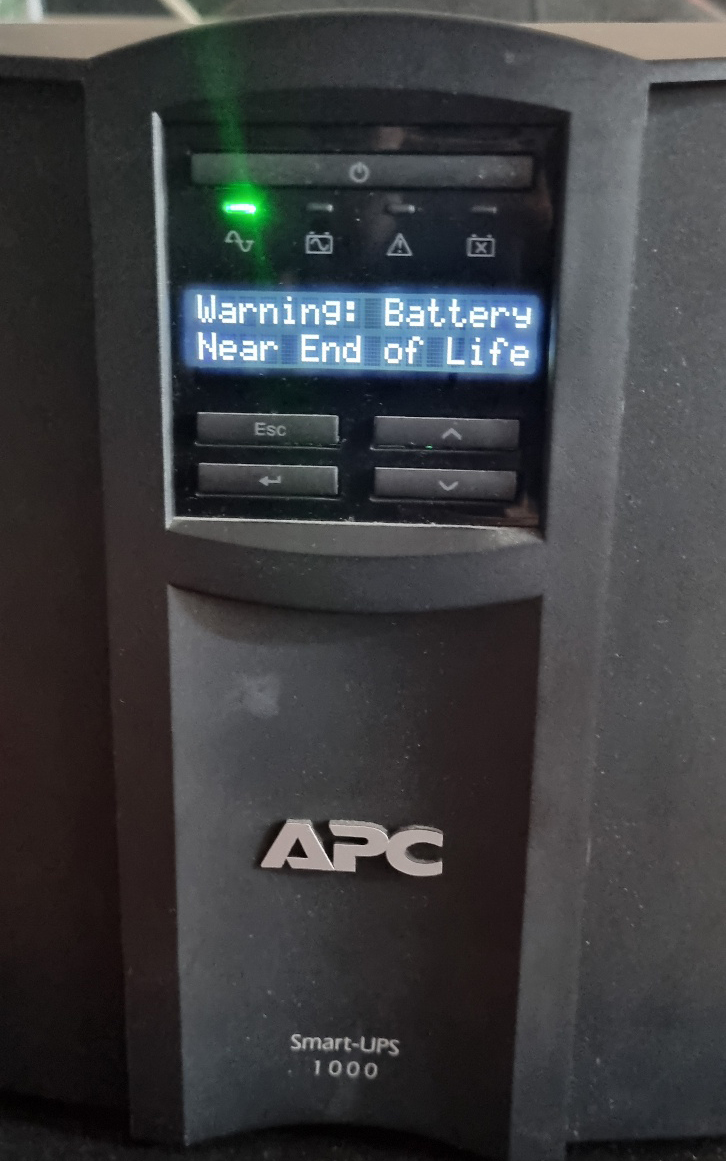 Warning: Battery
Near End of Life
Esc
APC
Smart-UPS
1000